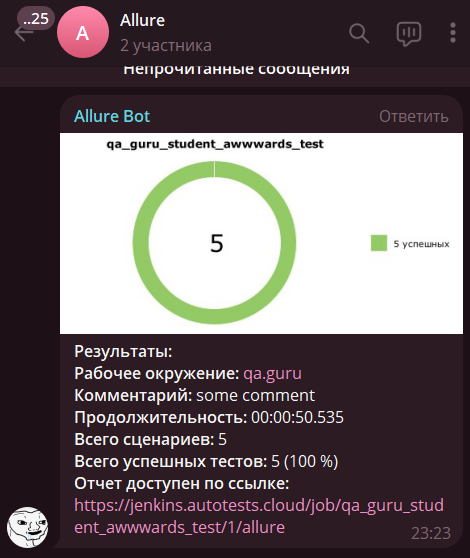 ..25
A
Allure
2 участника
Непрочитанные сообщения
Allure Bot
Ответить
qa_guru_student_awwwards_test
5
5 успешных
Результаты:
Рабочее окружение: qa.guru
Комментарий: some comment
Продолжительность: 00:00:50.535
Всего сценариев: 5
Всего успешных тестов: 5 (100 %)
Отчет доступен по ссылке:
https://jenkins.autotests.cloud/job/qa_guru_stud
ent_awwwards_test/1/allure
23:23